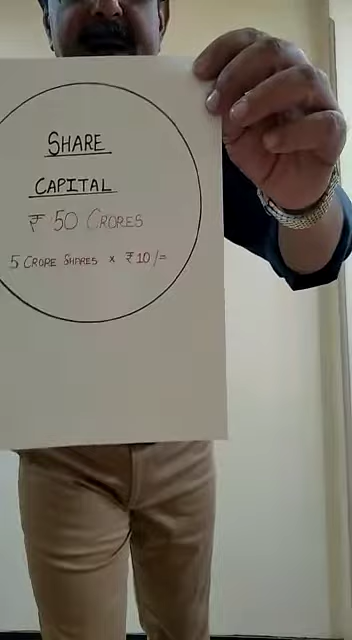 SHARE
CAPITAL
₹ 50 CRORES
5 CRORE SHARES × ₹10/=